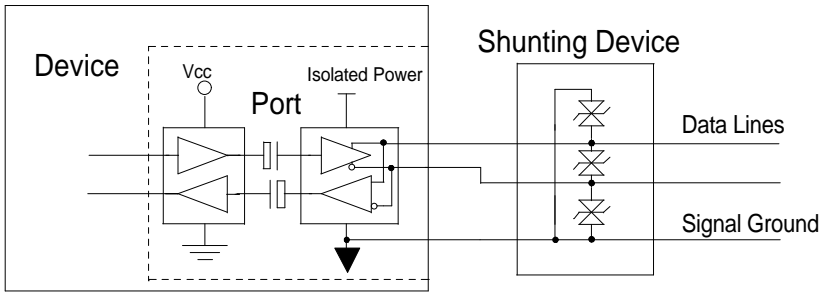 Shunting Device
Device
Vcc
Isolated Power
Port
Data Lines
Signal Ground